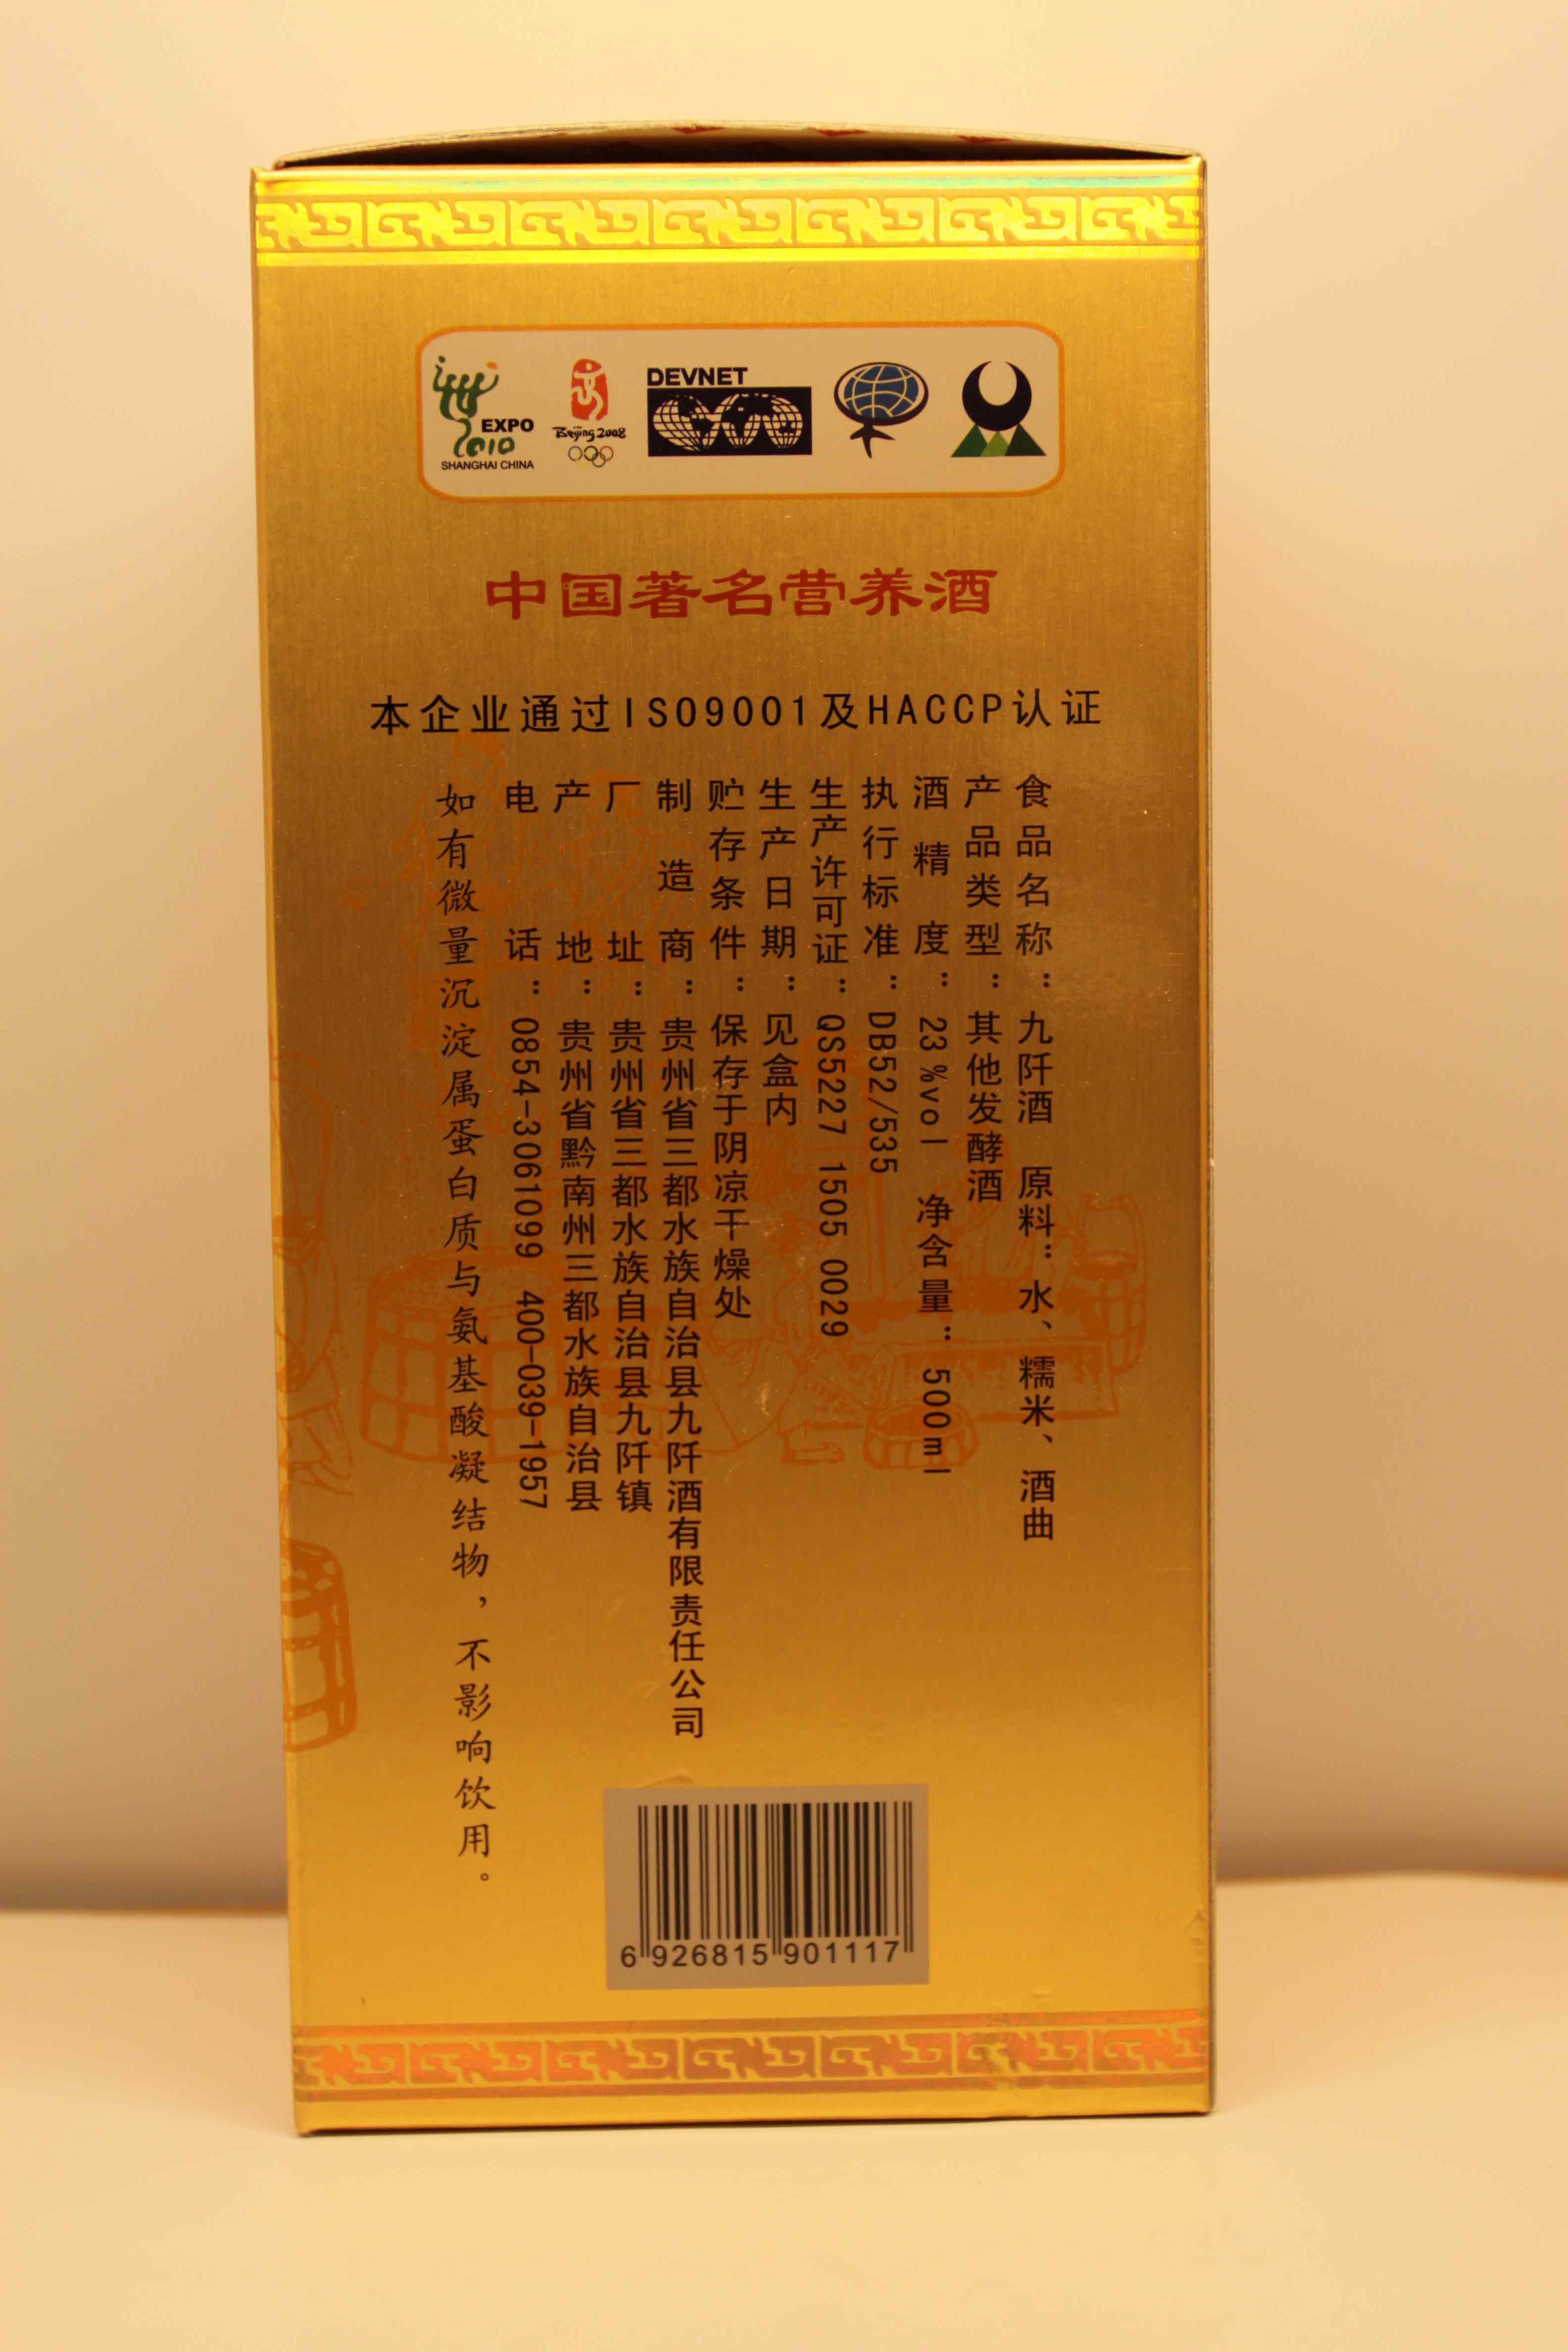 EXPO
2010
SHANGHAI CHINA
Beijing 2008
DEVNET
中国著名营养酒
本企业通过ISO9001及HACCP认证
食品名称：九阡酒 原料：水、糯米、酒曲
产品类型：其他发酵酒
酒精度：23%vol 净含量：500ml
执行标准：DB52/535
生产许可证：QS5227 1505 0029
生产日期：见盒内
贮存条件：保存于阴凉干燥处
制造商：贵州省三都水族自治县九阡酒有限责任公司
厂址：贵州省三都水族自治县九阡镇
产地：贵州省黔南州三都水族自治县
电话：0854-3061099 400-039-1957
如有微量沉淀属蛋白质与氨基酸凝结物，不影响饮用。
6 926815 901117